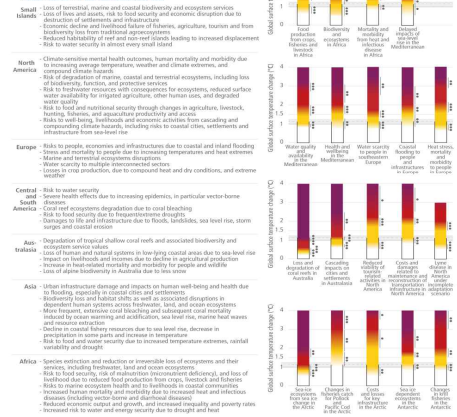 Small Islands
- Loss of terrestrial, marine and coastal biodiversity and ecosystem services
- Loss of lives and assets, risk to food security and economic disruption due to
destruction of settlements and infrastructure
- Economic decline and livelihood failure of fisheries, agriculture, tourism and from
biodiversity loss from traditional agroecosystems
- Reduced habitability of reef and non-reef islands leading to increased displacement
- Risk to water security in almost every small island
North America
- Climate-sensitive mental health outcomes, human mortality and morbidity due
to increasing average temperature, weather and climate extremes, and
compound climate hazards
- Risk of degradation of marine, coastal and terrestrial ecosystems, including loss
of biodiversity, function, and protective services
- Risk to freshwater resources with consequences for ecosystems, reduced surface
water availability for irrigated agriculture, other human uses, and degraded
water quality
- Risk to food and nutritional security through changes in agriculture, livestock,
hunting, fisheries, and aquaculture productivity and access
- Risks to well-being, livelihoods and economic activities from cascading and
compounding climate hazards, including risks to coastal cities, settlements and
infrastructure from sea-level rise
Europe
- Risks to people, economies and infrastructures due to coastal and inland flooding
- Stress and mortality to people due to increasing temperatures and heat extremes
- Marine and terrestrial ecosystems disruptions
- Water scarcity to multiple interconnected sectors
- Losses in crop production, due to compound heat and dry conditions, and extreme
weather
Central and South America
- Risk to water security
- Severe health effects due to increasing epidemics, in particular vector-borne
diseases
- Coral reef ecosystems degradation due to coral bleaching
- Risk to food security due to frequent/extreme droughts
- Damages to life and infrastructure due to floods, landslides, sea level rise, storm
surges and coastal erosion
Aus-
tralasia
- Degradation of tropical shallow coral reefs and associated biodiversity and
ecosystem service values
- Loss of human and natural systems in low-lying coastal areas due to sea-level rise
- Impact on livelihoods and incomes due to decline in agricultural production
- Increase in heat-related mortality and morbidity for people and wildlife
- Loss of alpine biodiversity in Australia due to less snow
Asia
- Urban infrastructure damage and impacts on human well-being and health due
to flooding, especially in coastal cities and settlements
- Biodiversity loss and habitat shifts as well as associated disruptions in
dependent human systems across freshwater, land, and ocean ecosystems
- More frequent, extensive coral bleaching and subsequent coral mortality
induced by ocean warming and acidification, sea level rise, marine heat waves
and resource extraction
- Decline in coastal fishery resources due to sea level rise, decrease in
precipitation in some parts and increase in temperature
- Risk to food and water security due to increased temperature extremes, rainfall
variability and drought
Africa
- Species extinction and reduction or irreversible loss of ecosystems and their
services, including freshwater, land and ocean ecosystems
- Risk to food security, risk of malnutrition (micronutrient deficiency), and loss of
livelihood due to reduced food production from crops, livestock and fisheries
- Risks to marine ecosystem health and to livelihoods in coastal communities
- Increased human mortality and morbidity due to increased heat and infectious
diseases (including vector-borne and diarrhoeal diseases)
- Reduced economic output and growth, and increased inequality and poverty rates
- Increased risk to water and energy security due to drought and heat
Global surface
1
0
Food production from crops, fisheries and livestock in Africa
Biodiversity and ecosystems in Africa
Mortality and morbidity from heat and infectious disease in Africa
Delayed impacts of sea-level rise in the Mediterranean
Global surface temperature change (°C)
4
3
2
1
0
Water quality and availability in the Mediterranean
Health and wellbeing in the Mediterranean
Water scarcity to people in southeastern Europe
Coastal flooding to people and infrastructures in Europe
Heat stress, mortality and morbidity to people in Europe
Global surface temperature change (°C)
4
3
2
1
0
Loss and degradation of coral reefs in Australia
Cascading impacts on cities and settlements in Australasia
Reduced viability of tourism-related activities in North America
Costs and damages related to maintenance and reconstruction of transportation infrastructure in North America
Lyme disease in North America under incomplete adaptation scenario
Global surface temperature change (°C)
4
3
2
1
0
Sea-ice ecosystems from sea-ice change in the Arctic
Changes in fisheries catch for Pollock and Pacific Cod in the Arctic
Costs and losses for key infrastructure in the Arctic
Sea ice dependent ecosystems in the Antarctic
Changes in krill fisheries in the Antarctic